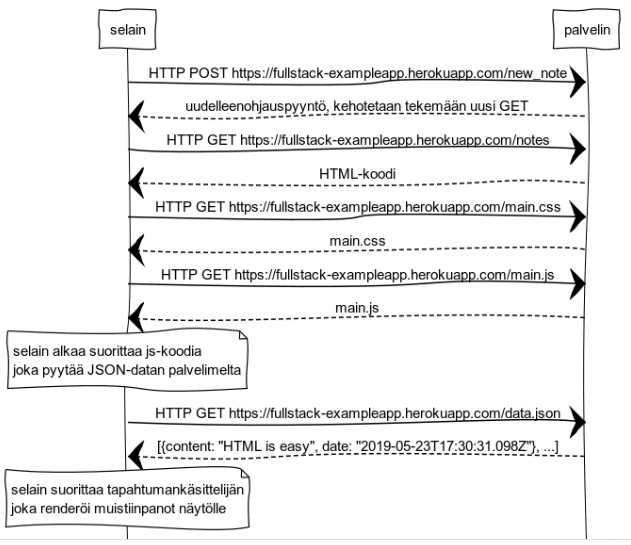 selain
palvelin
HTTP POST https://fullstack-exampleapp.herokuapp.com/new_note
uudelleenohjauspyyntö, kehotetaan tekemään uusi GET
HTTP GET https://fullstack-exampleapp.herokuapp.com/notes
HTML-koodi
HTTP GET https://fullstack-exampleapp.herokuapp.com/main.css
main.css
HTTP GET https://fullstack-exampleapp.herokuapp.com/main.js
main.js
selain alkaa suorittaa js-koodia
joka pyytää JSON-datan palvelimelta
HTTP GET https://fullstack-exampleapp.herokuapp.com/data.json
[{content: "HTML is easy", date: "2019-05-23T17:30:31.098Z"}, ...]
selain suorittaa tapahtumankäsittelijän
joka renderöi muistiinpanot näytölle